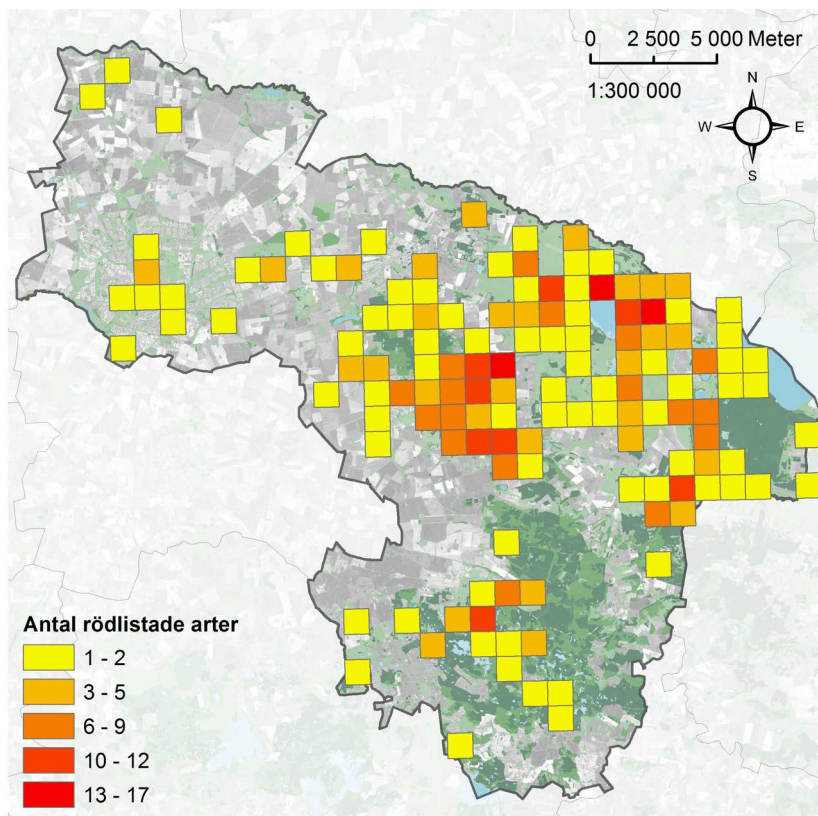 0 2 500 5 000 Meter
1:300 000
N
W E
S
Antal rödlistade arter
1 - 2
3 - 5
6 - 9
10 - 12
13 - 17